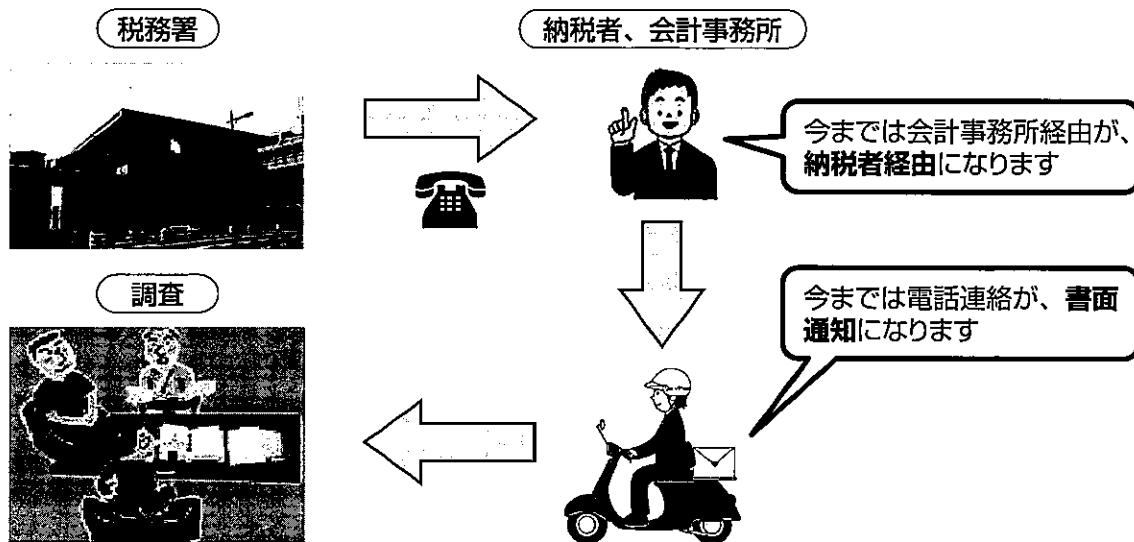 税務署
納税者、会計事務所
今までは会計事務所経由が、
納税者経由になります
調査
今までは電話連絡が、書面
通知になります